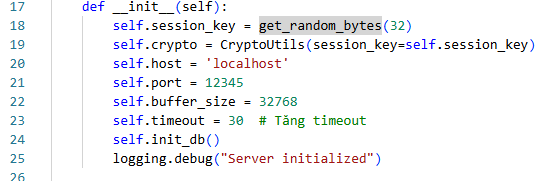 17 def __init__(self):
18 self.session_key = get_random_bytes(32)
19 self.crypto = CryptoUtils(session_key=self.session_key)
20 self.host = 'localhost'
21 self.port = 12345
22 self.buffer_size = 32768
23 self.timeout = 30  # Tăng timeout
24 self.init_db()
25 logging.debug("Server initialized")
26